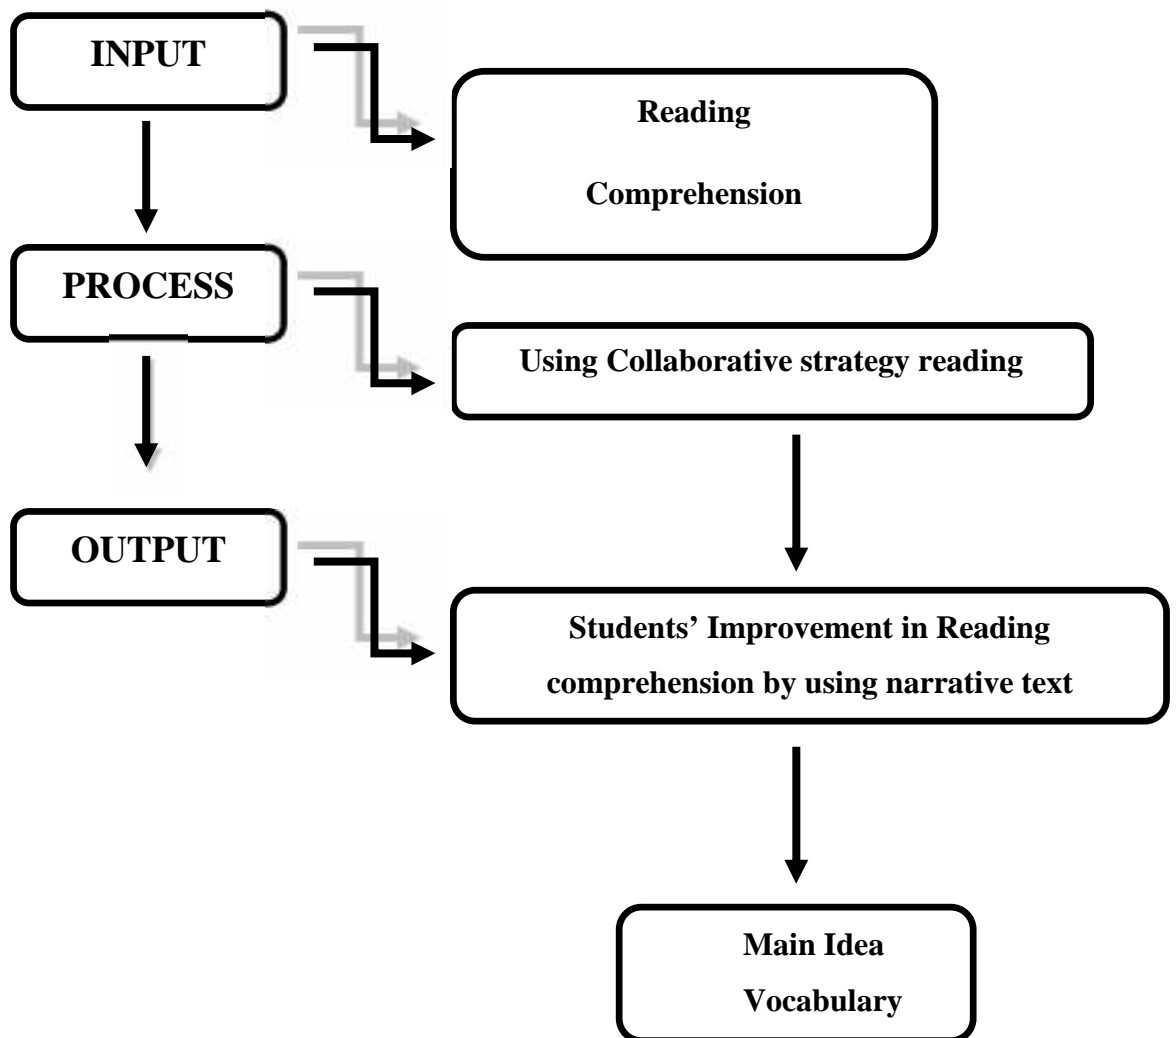 INPUT
Reading
Comprehension
PROCESS
Using Collaborative strategy reading
OUTPUT
Students’ Improvement in Reading
comprehension by using narrative text
Main Idea
Vocabulary